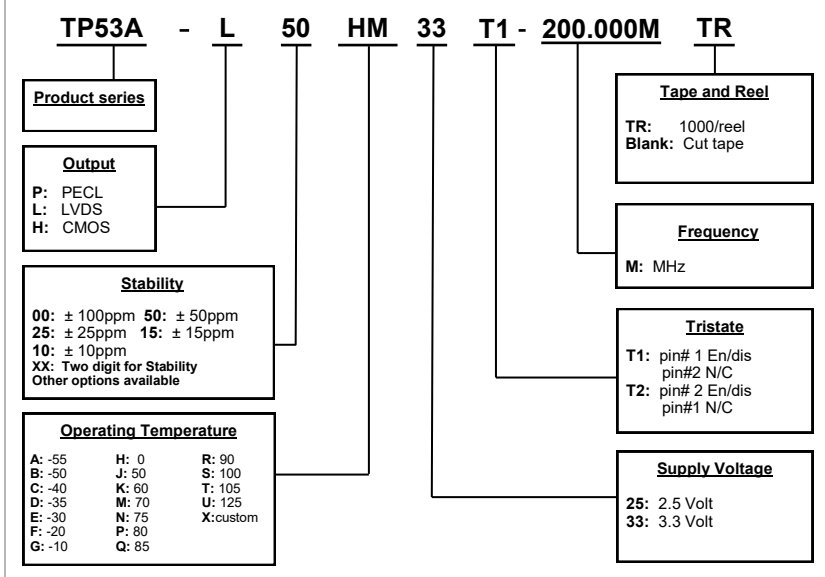 TP53A - L 50 HM 33 T1 - 200.000M TR
Product series
Output
P: PECL
L: LVDS
H: CMOS
Stability
00: ± 100ppm 50: ± 50ppm
25: ± 25ppm 15: ± 15ppm
10: ± 10ppm
XX: Two digit for Stability
Other options available
Operating Temperature
A: -55 H: 0 R: 90
B: -50 J: 50 S: 100
C: -40 K: 60 T: 105
D: -35 M: 70 U: 125
E: -30 N: 75 X:custom
F: -20 P: 80
G: -10 Q: 85
Tape and Reel
TR: 1000/reel
Blank: Cut tape
Frequency
M: MHz
Tristate
T1: pin# 1 En/dis
pin#2 N/C
T2: pin# 2 En/dis
pin#1 N/C
Supply Voltage
25: 2.5 Volt
33: 3.3 Volt